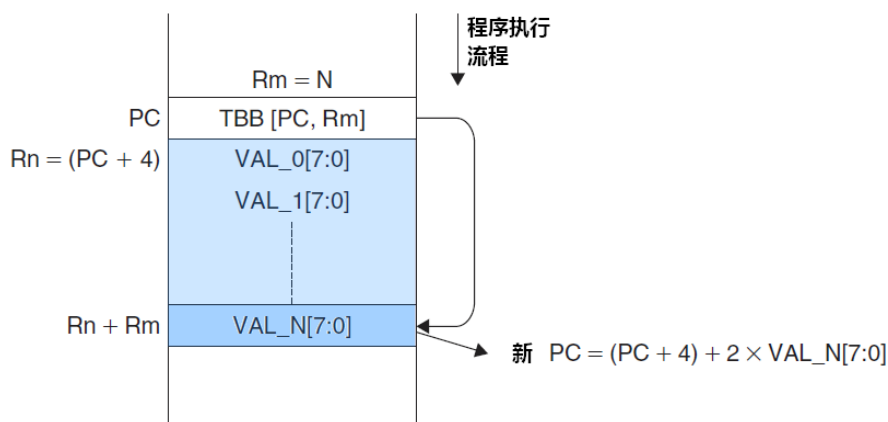 程序执行
流程
Rm = N
PC
TBB [PC, Rm]
Rn = (PC + 4)
VAL_0[7:0]
VAL_1[7:0]
Rn + Rm
VAL_N[7:0]
新 PC = (PC + 4) + 2 × VAL_N[7:0]